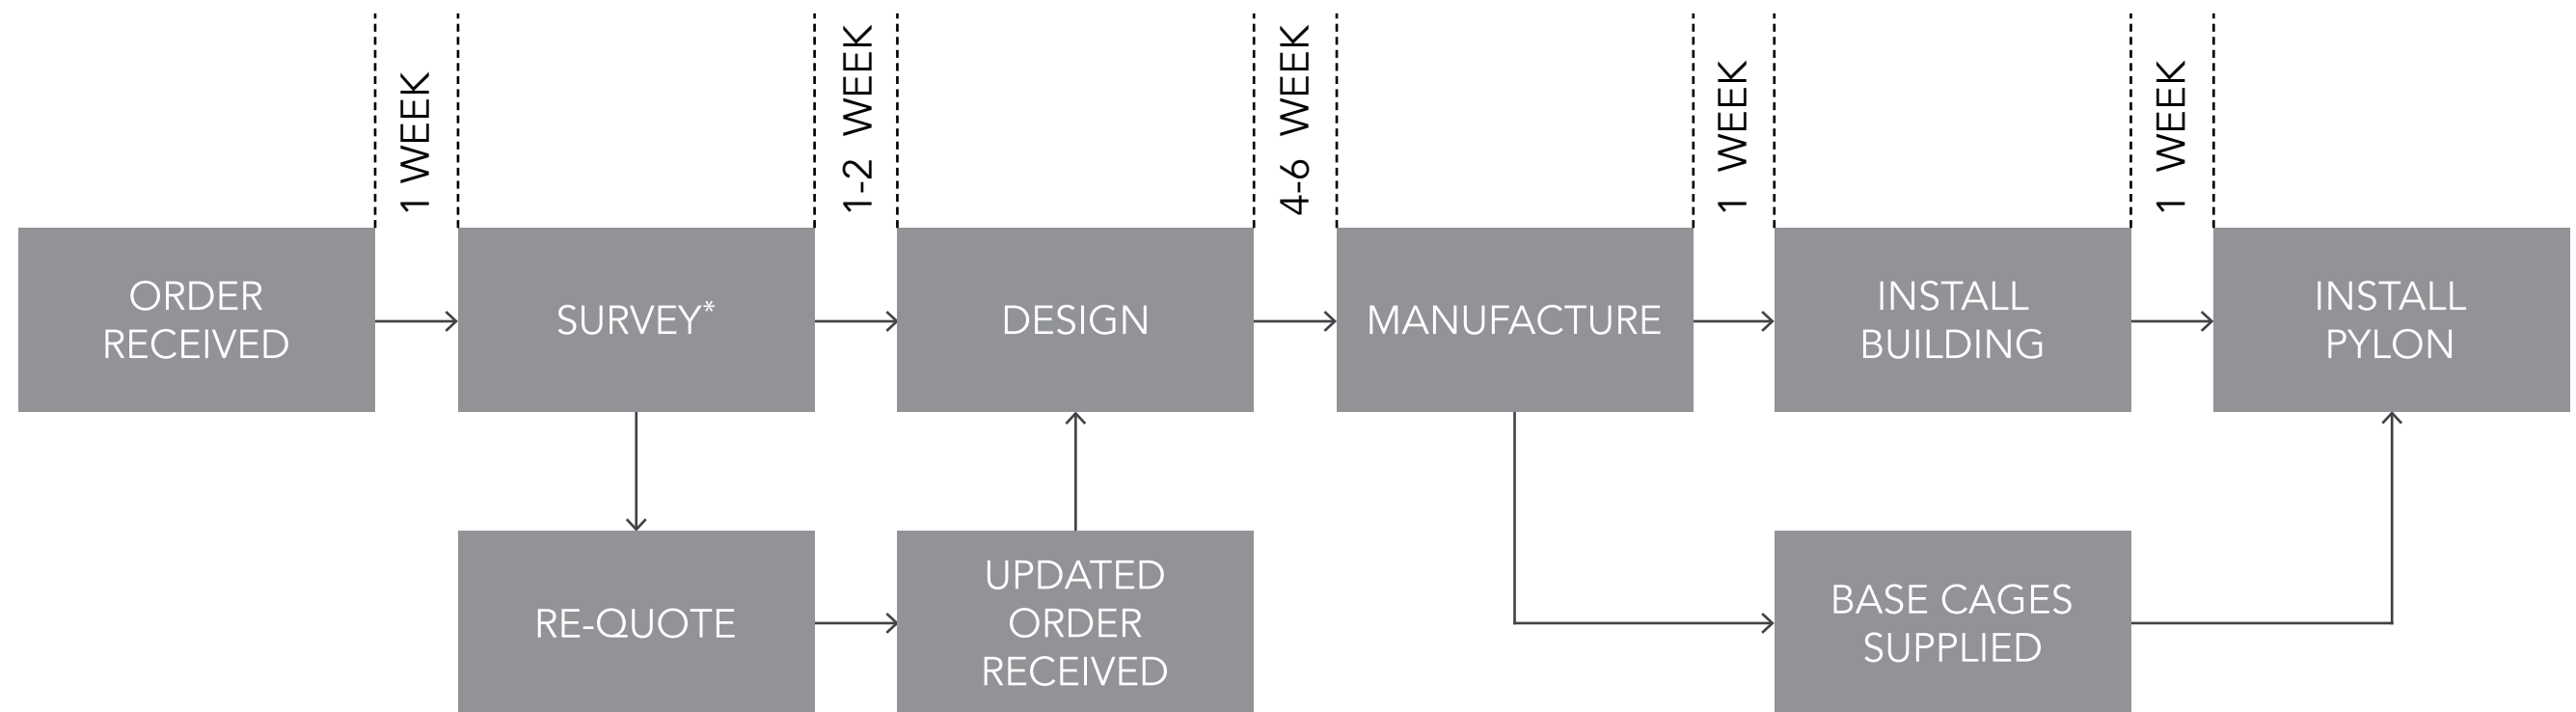 1 WEEK
1-2 WEEK
4-6 WEEK
1 WEEK
1 WEEK
ORDER
RECEIVED
SURVEY*
DESIGN
MANUFACTURE
INSTALL
BUILDING
INSTALL
PYLON
RE-QUOTE
UPDATED
ORDER
RECEIVED
BASE CAGES
SUPPLIED